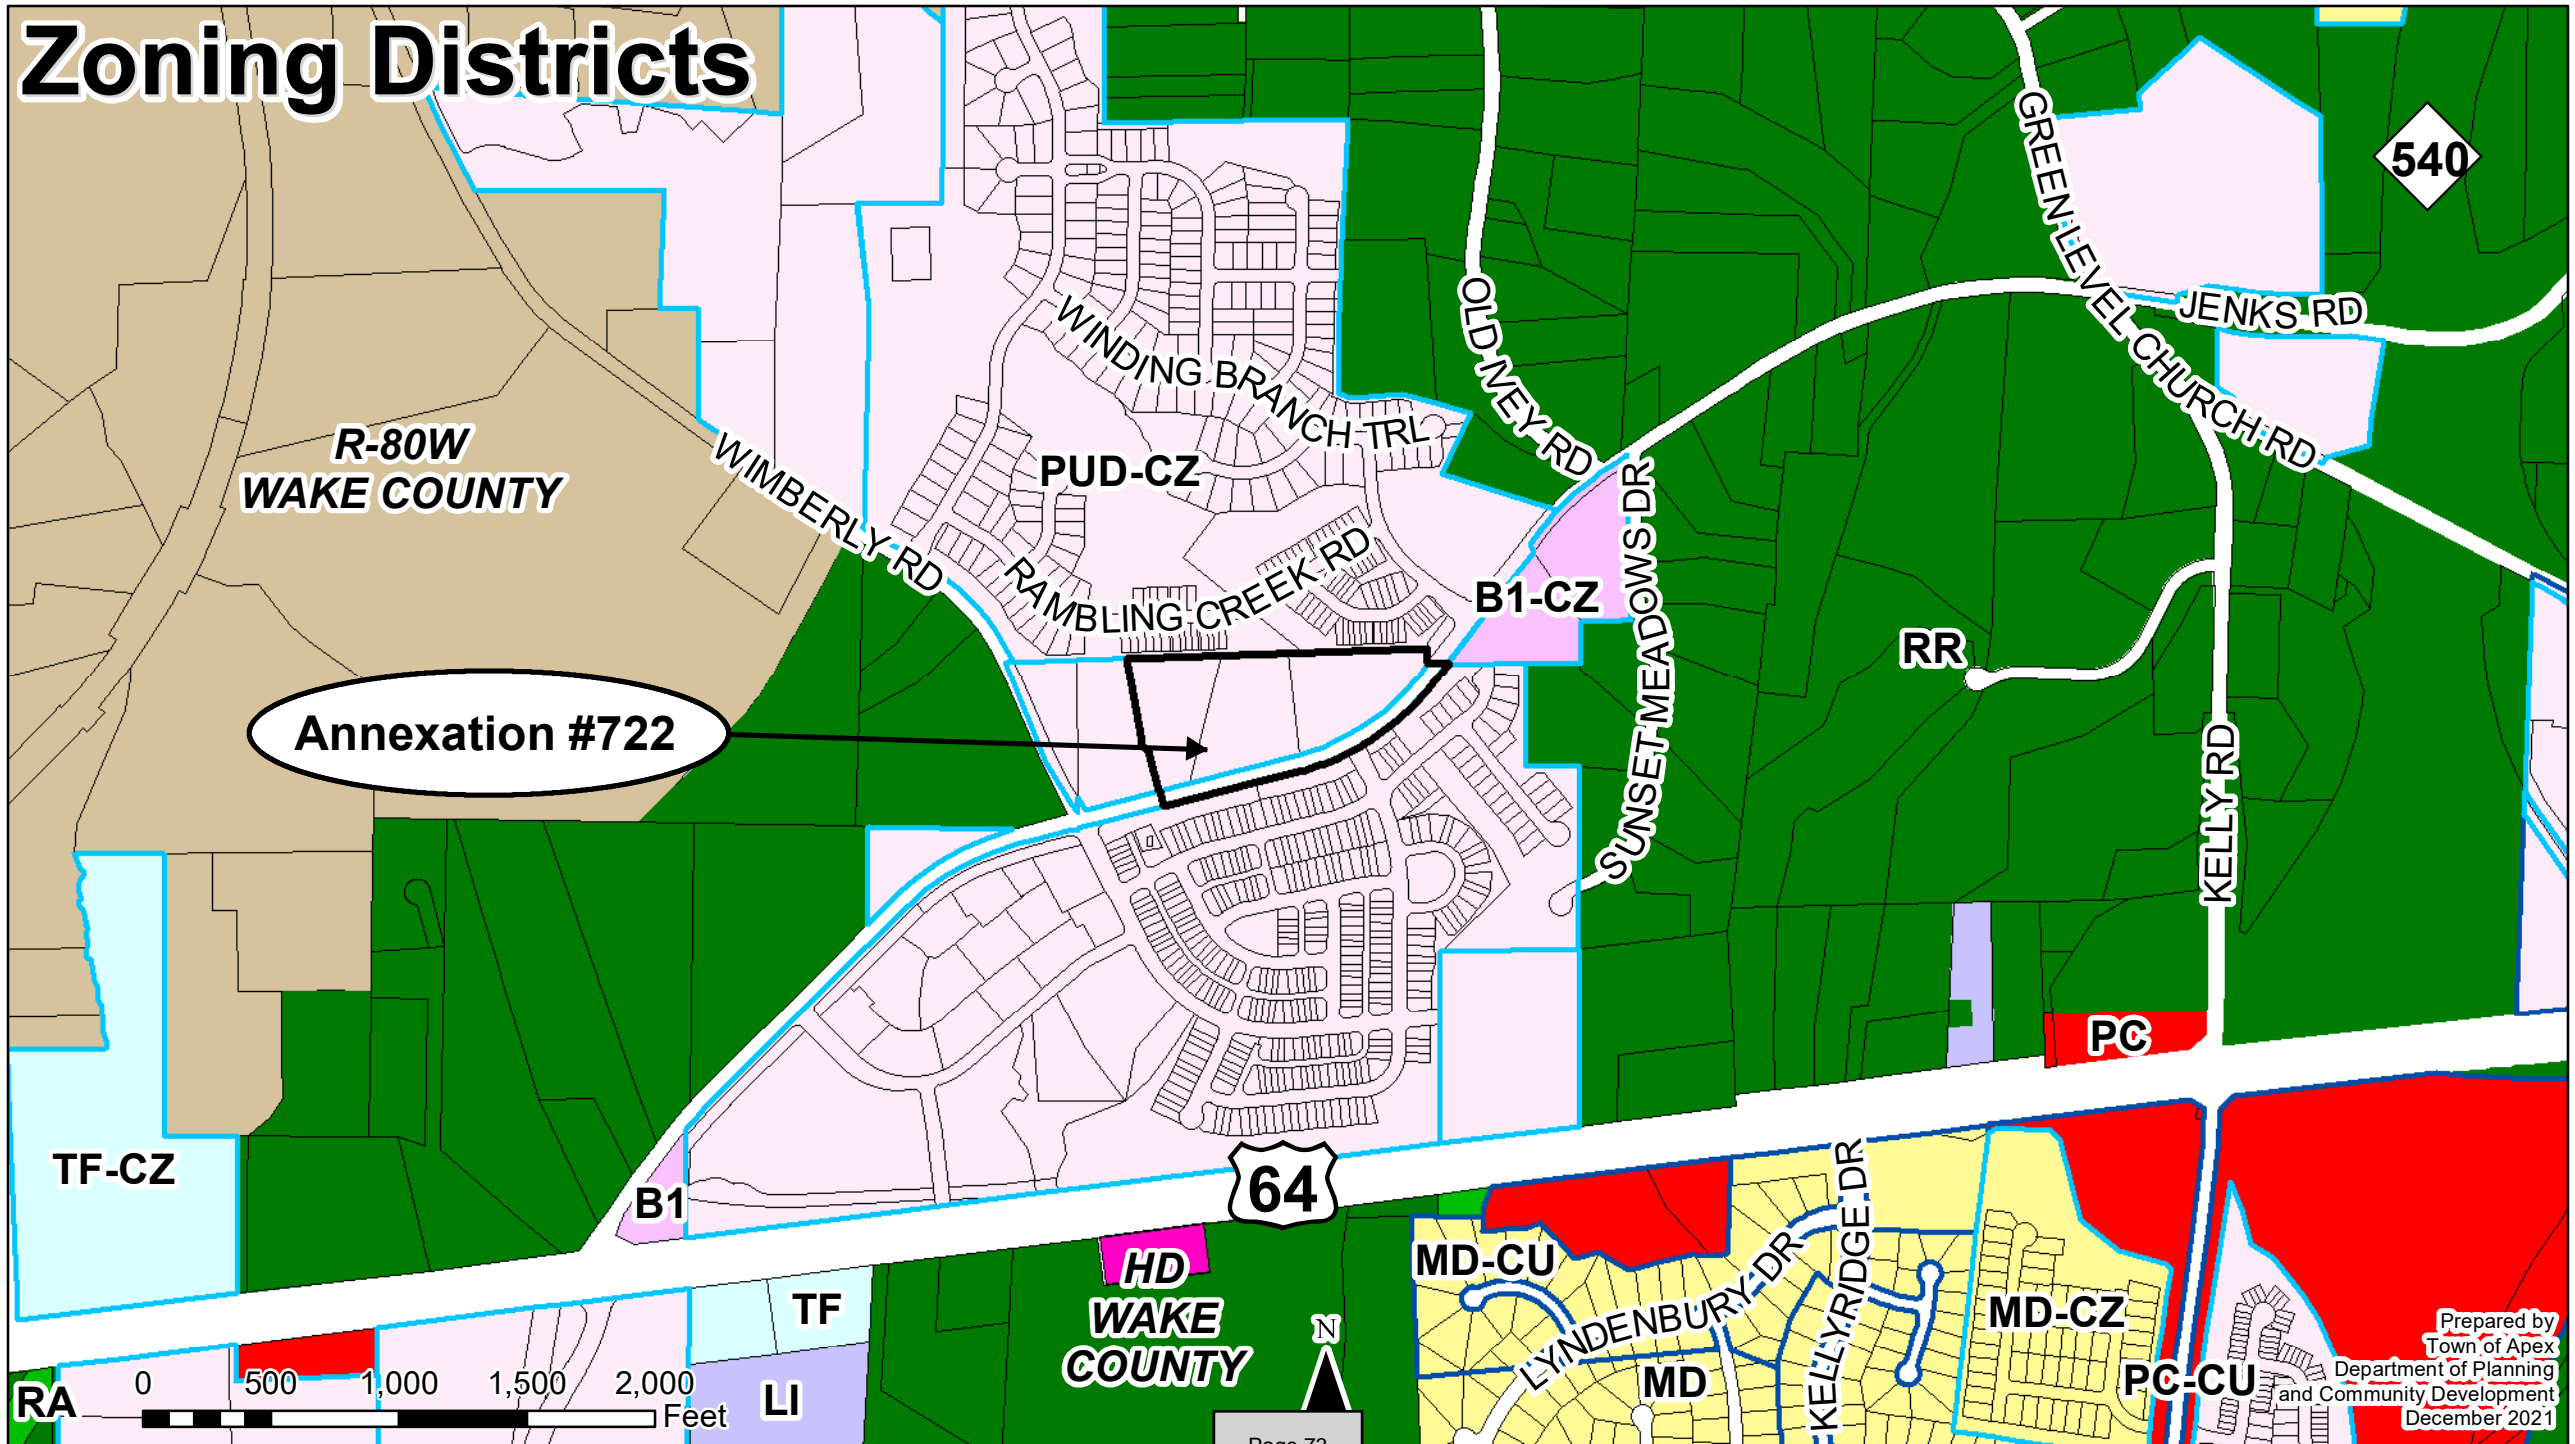 Zoning Districts
540
GREEN LEVEL CHURCH RD
JENKS RD
OLD IVEY RD
WINDING BRANCH TRL
R-80W
WAKE COUNTY
WIMBERLY RD
PUD-CZ
SUNSET MEADOWS DR
RAMBLING CREEK RD
B1-CZ
RR
Annexation #722
KELLY RD
PC
TF-CZ
B1
64
HD
WAKE
COUNTY
MD-CU
LYNDENBURY DR
KELLYRIDGE DR
MD-CZ
TF
N
MD
PC-CU
RA
0 500 1,000 1,500 2,000
Feet
LI
Prepared by
Town of Apex
Department of Planning
and Community Development
December 2021